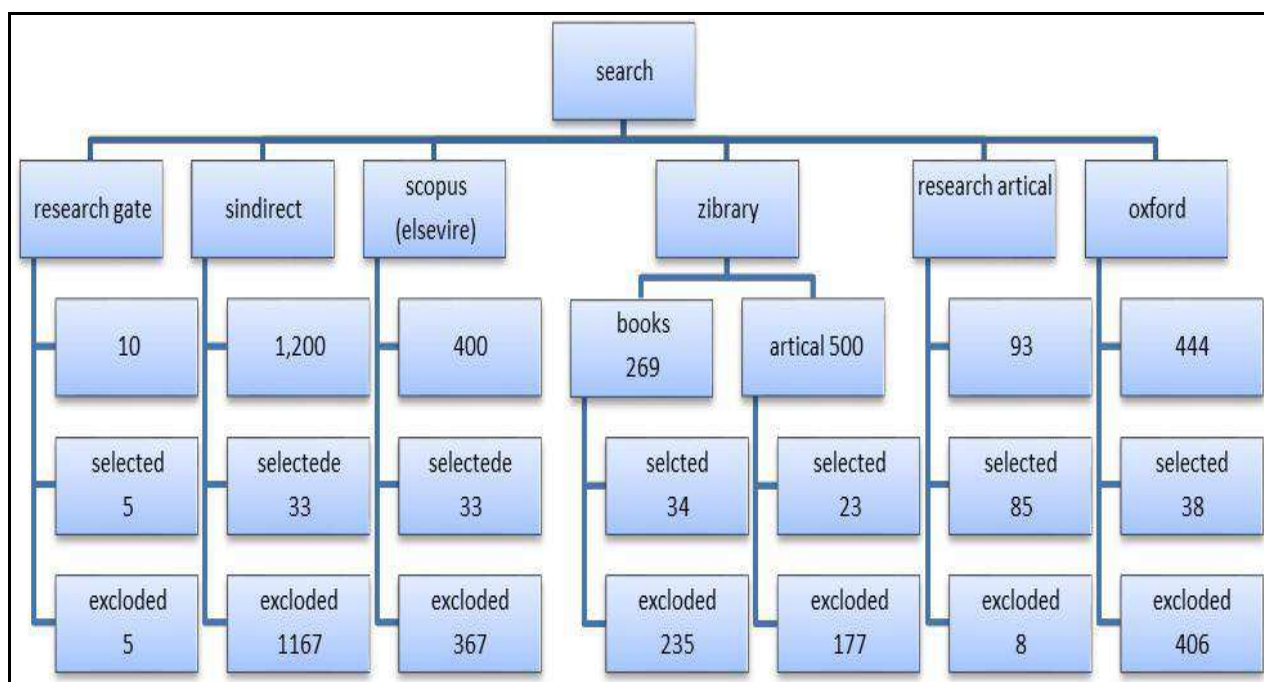 search
research gate
sindirect
scopus
(elsevire)
zibrary
research artical
oxford
10
1,200
400
books
269
artical 500
93
444
selected
5
selectede
33
selectede
33
selcted
34
selected
23
selected
85
selected
38
excloded
5
excloded
1167
excloded
367
excloded
235
excloded
177
excloded
8
excloded
406